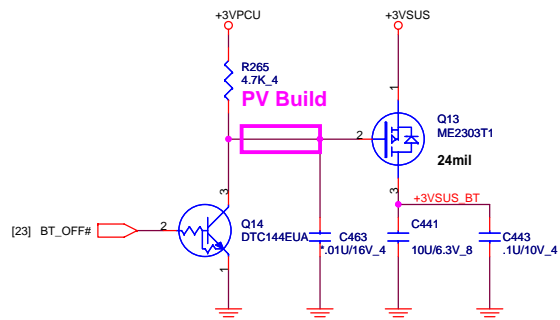 +3VPCU
+3VSUS
R265
4.7K_4
PV Build
1
Q13
ME2303T1
2
24mil
3
3
+3VSUS_BT
[23] BT_OFF#
2
Q14
DTC144EUA
C463
*.01U/16V_4
C441
10U/6.3V_8
C443
.1U/10V_4
1